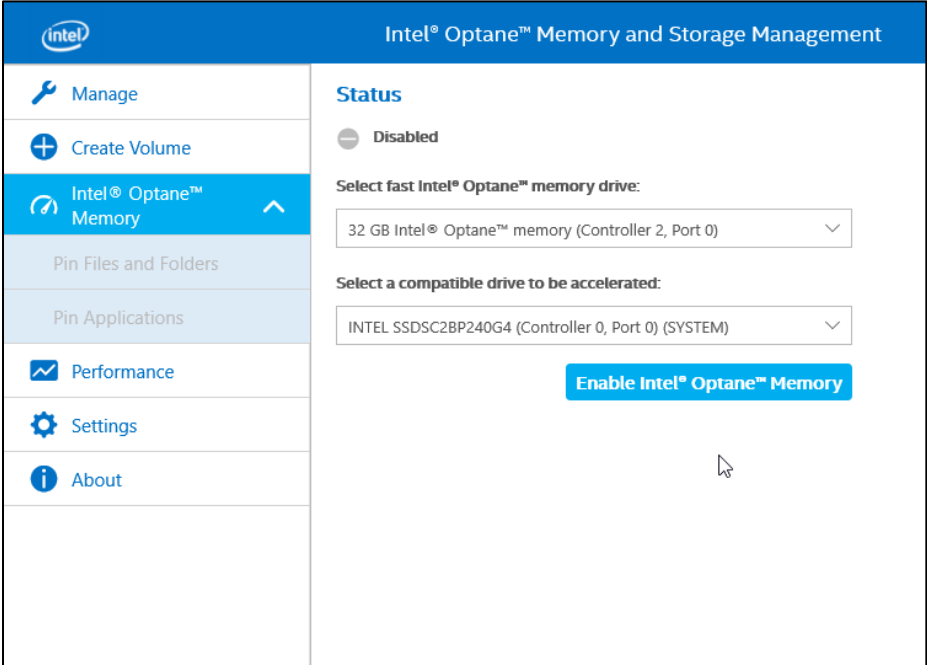 intel
Intel® Optane™ Memory and Storage Management
Manage
Create Volume
Intel® Optane™
Memory
Pin Files and Folders
Pin Applications
Performance
Settings
About
Status
Disabled
Select fast Intel® Optane™ memory drive:
32 GB Intel® Optane™ memory (Controller 2, Port 0)
Select a compatible drive to be accelerated:
INTEL SSDSC2BP240G4 (Controller 0, Port 0) (SYSTEM)
Enable Intel® Optane™ Memory